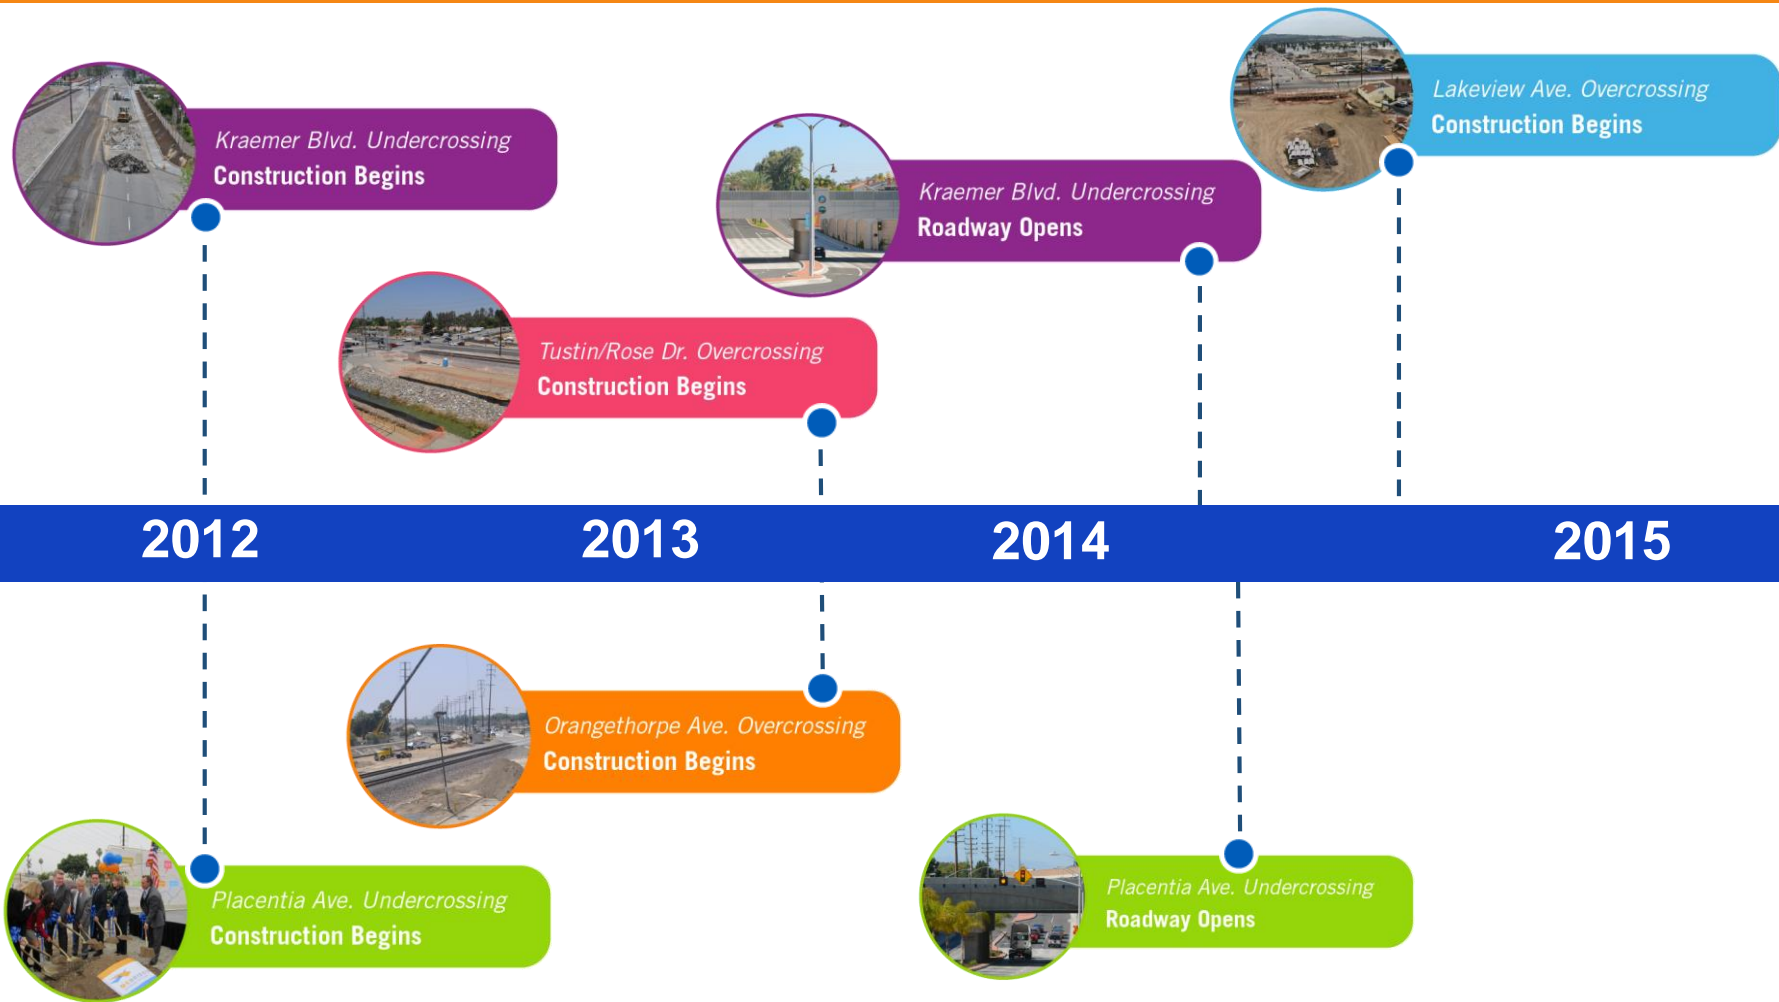 Lakeview Ave. Overcrossing
Construction Begins
Kraemer Blvd. Undercrossing
Construction Begins
Kraemer Blvd. Undercrossing
Roadway Opens
Tustin/Rose Dr. Overcrossing
Construction Begins
2012
2013
2014
2015
Orangethorpe Ave. Overcrossing
Construction Begins
Placentia Ave. Undercrossing
Construction Begins
Placentia Ave. Undercrossing
Roadway Opens